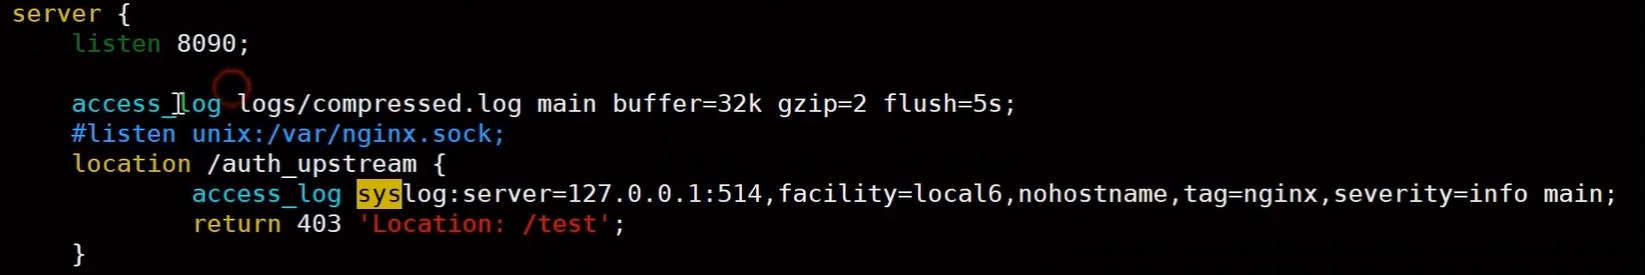 server {
listen 8090;
access_log logs/compressed.log main buffer=32k gzip=2 flush=5s;
#listen unix:/var/nginx.sock;
location /auth_upstream {
access_log syslog:server=127.0.0.1:514,facility=local6,nohostname,tag=nginx,severity=info main;
return 403 'Location: /test';
}